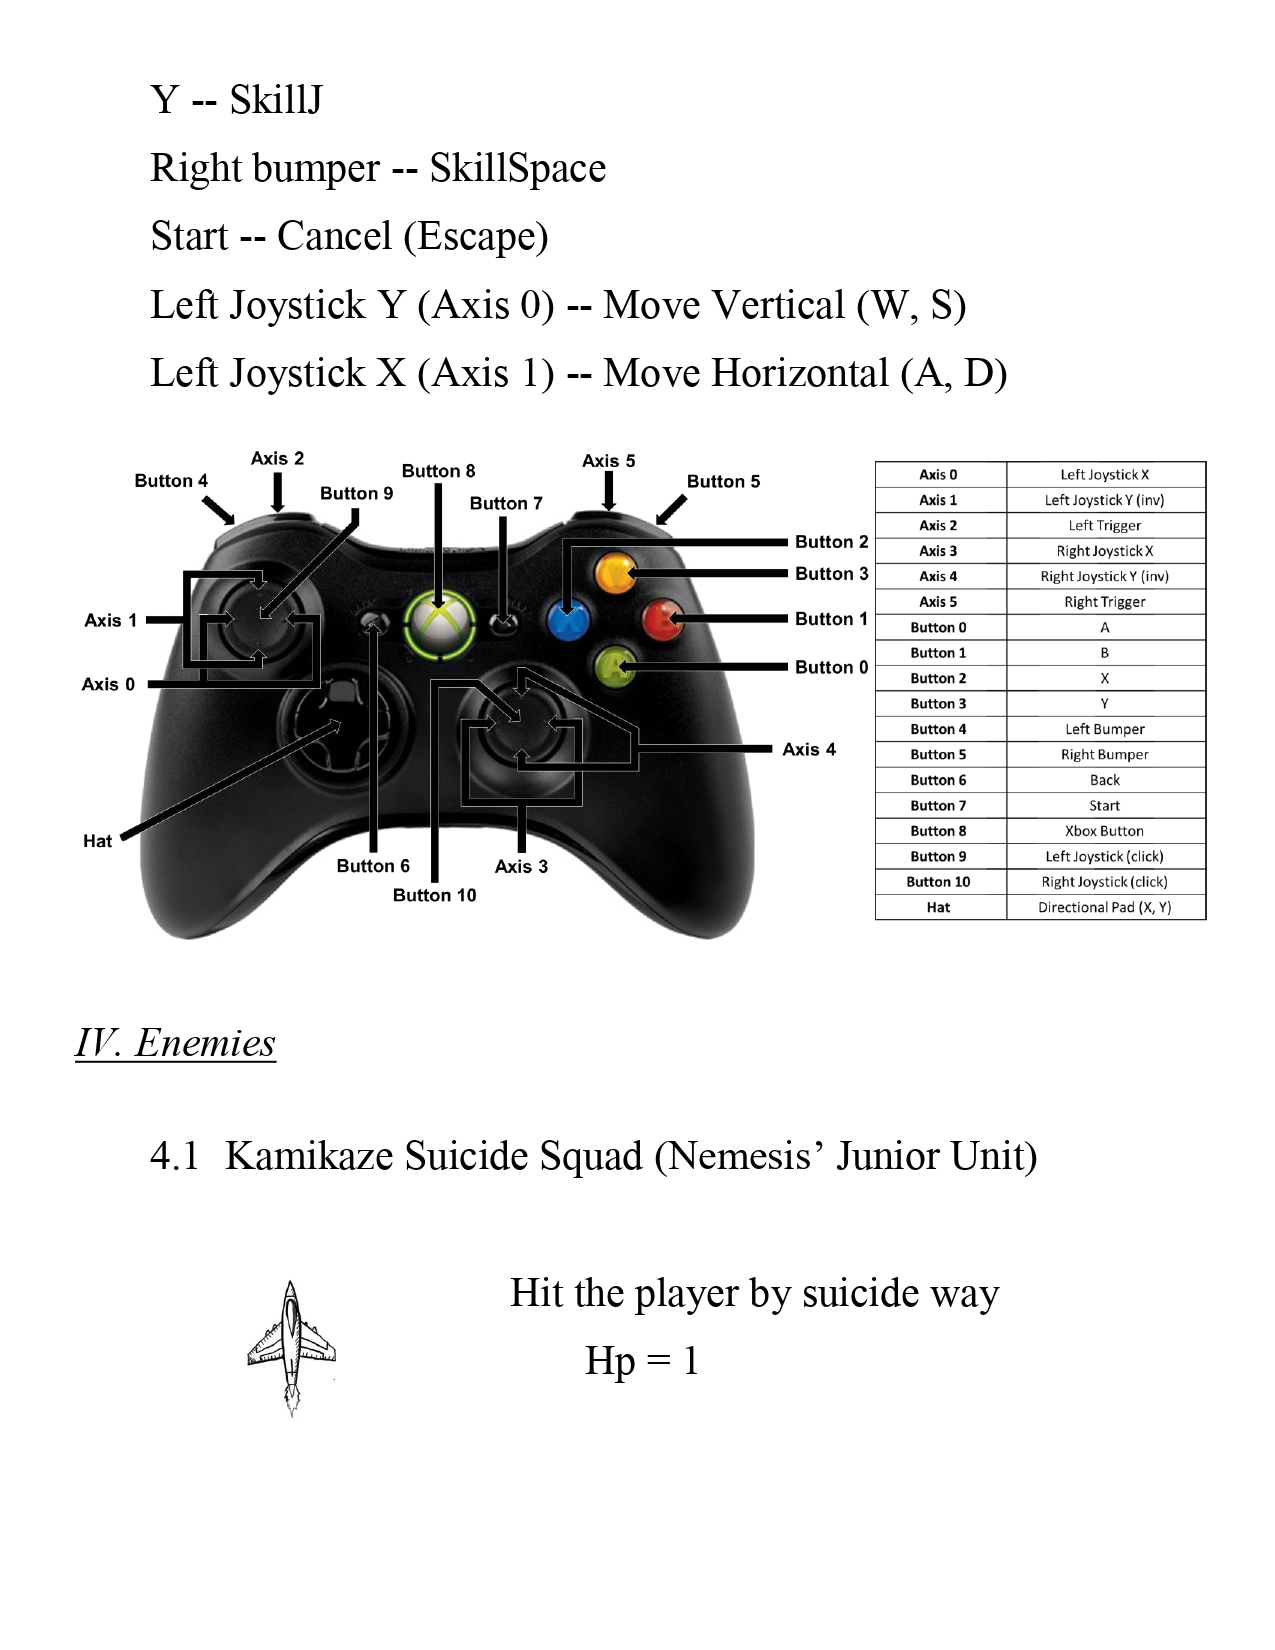 Y -- SkillJ
Right bumper -- SkillSpace
Start -- Cancel (Escape)
Left Joystick Y (Axis 0) -- Move Vertical (W, S)
Left Joystick X (Axis 1) -- Move Horizontal (A, D)
Axis 2
Button 4
Button 9
Button 8
Button 7
Axis 5
Button 5
Button 2
Button 3
Button 1
Button 0
Axis 1
Axis 0
Axis 4
Hat
Button 6
Button 10
Axis 3
X
Y
B
A
Axis 0 Left Joystick X
Axis 1 Left Joystick Y (inv)
Axis 2 Left Trigger
Axis 3 Right Joystick X
Axis 4 Right Joystick Y (inv)
Axis 5 Right Trigger
Button 0 A
Button 1 B
Button 2 X
Button 3 Y
Button 4 Left Bumper
Button 5 Right Bumper
Button 6 Back
Button 7 Start
Button 8 Xbox Button
Button 9 Left Joystick (click)
Button 10 Right Joystick (click)
Hat Directional Pad (X, Y)
IV. Enemies
4.1 Kamikaze Suicide Squad (Nemesis’ Junior Unit)
Hit the player by suicide way
Hp = 1